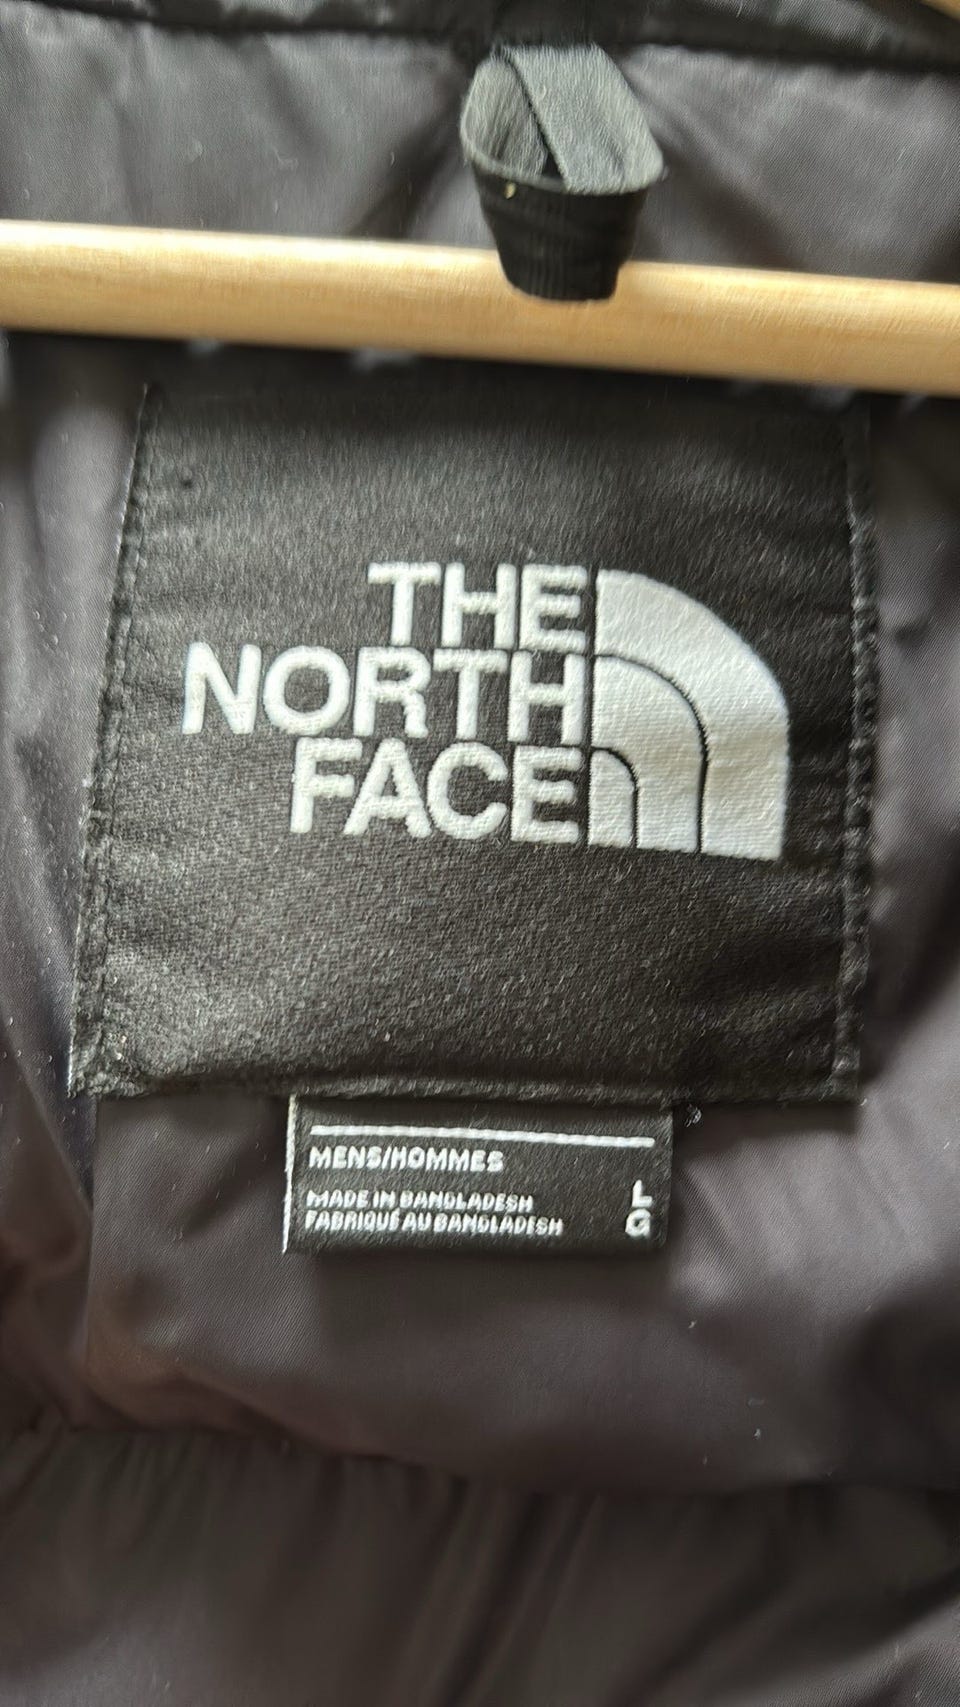 THE
NORTH
FACE
MENS/HOMMES
MADE IN BANGLADESH
FABRIQUÉ AU BANGLADESH
L
G